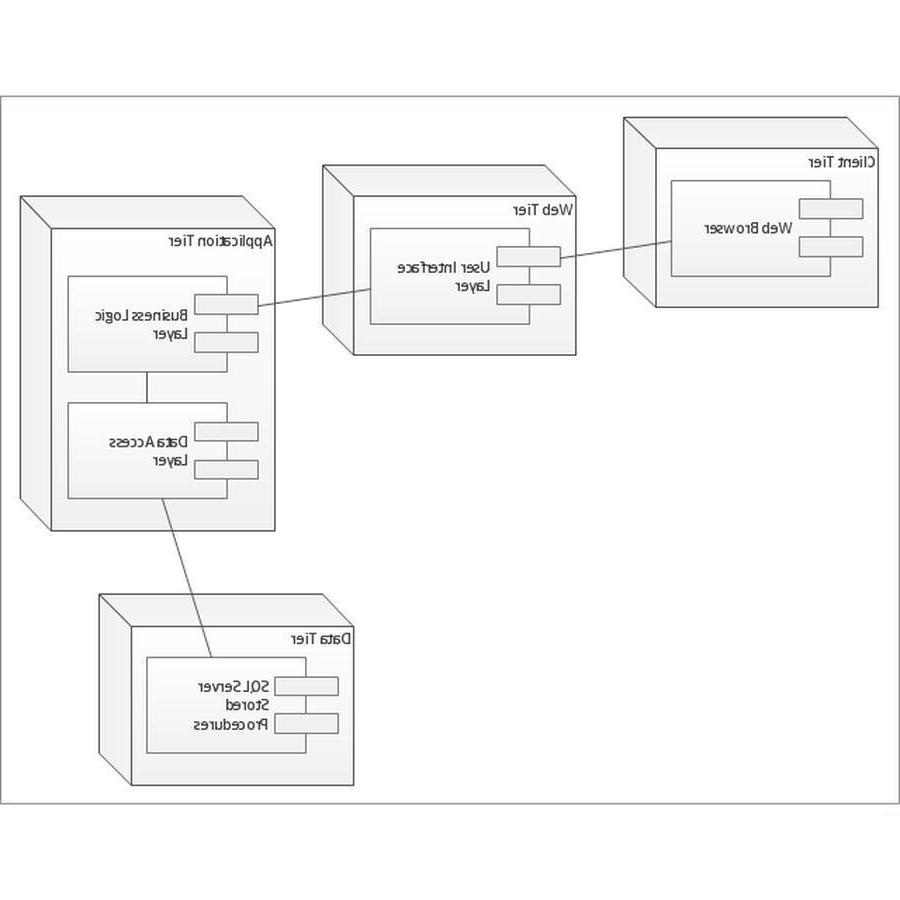 Client Tier
Web Browser
Web Tier
User Interface
Layer
Application Tier
Business Logic
Layer
Data Access
Layer
Data Tier
SQL Server
Stored
Procedures